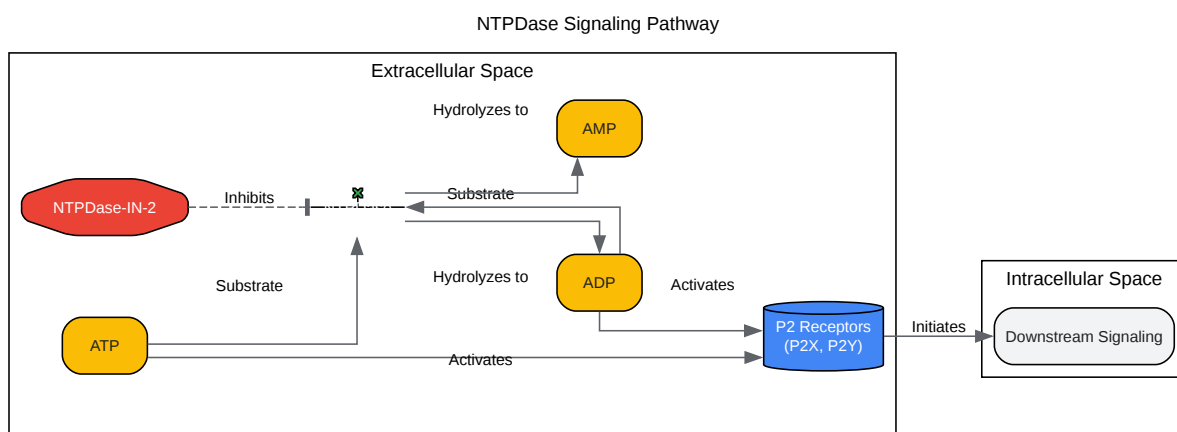 NTPDase Signaling Pathway
Extracellular Space
Hydrolyzes to
AMP
NTPDase-IN-2
Inhibits
Substrate
Substrate
Hydrolyzes to
ADP
Activates
Intracellular Space
ATP
Activates
P2 Receptors
(P2X, P2Y)
Initiates
Downstream Signaling